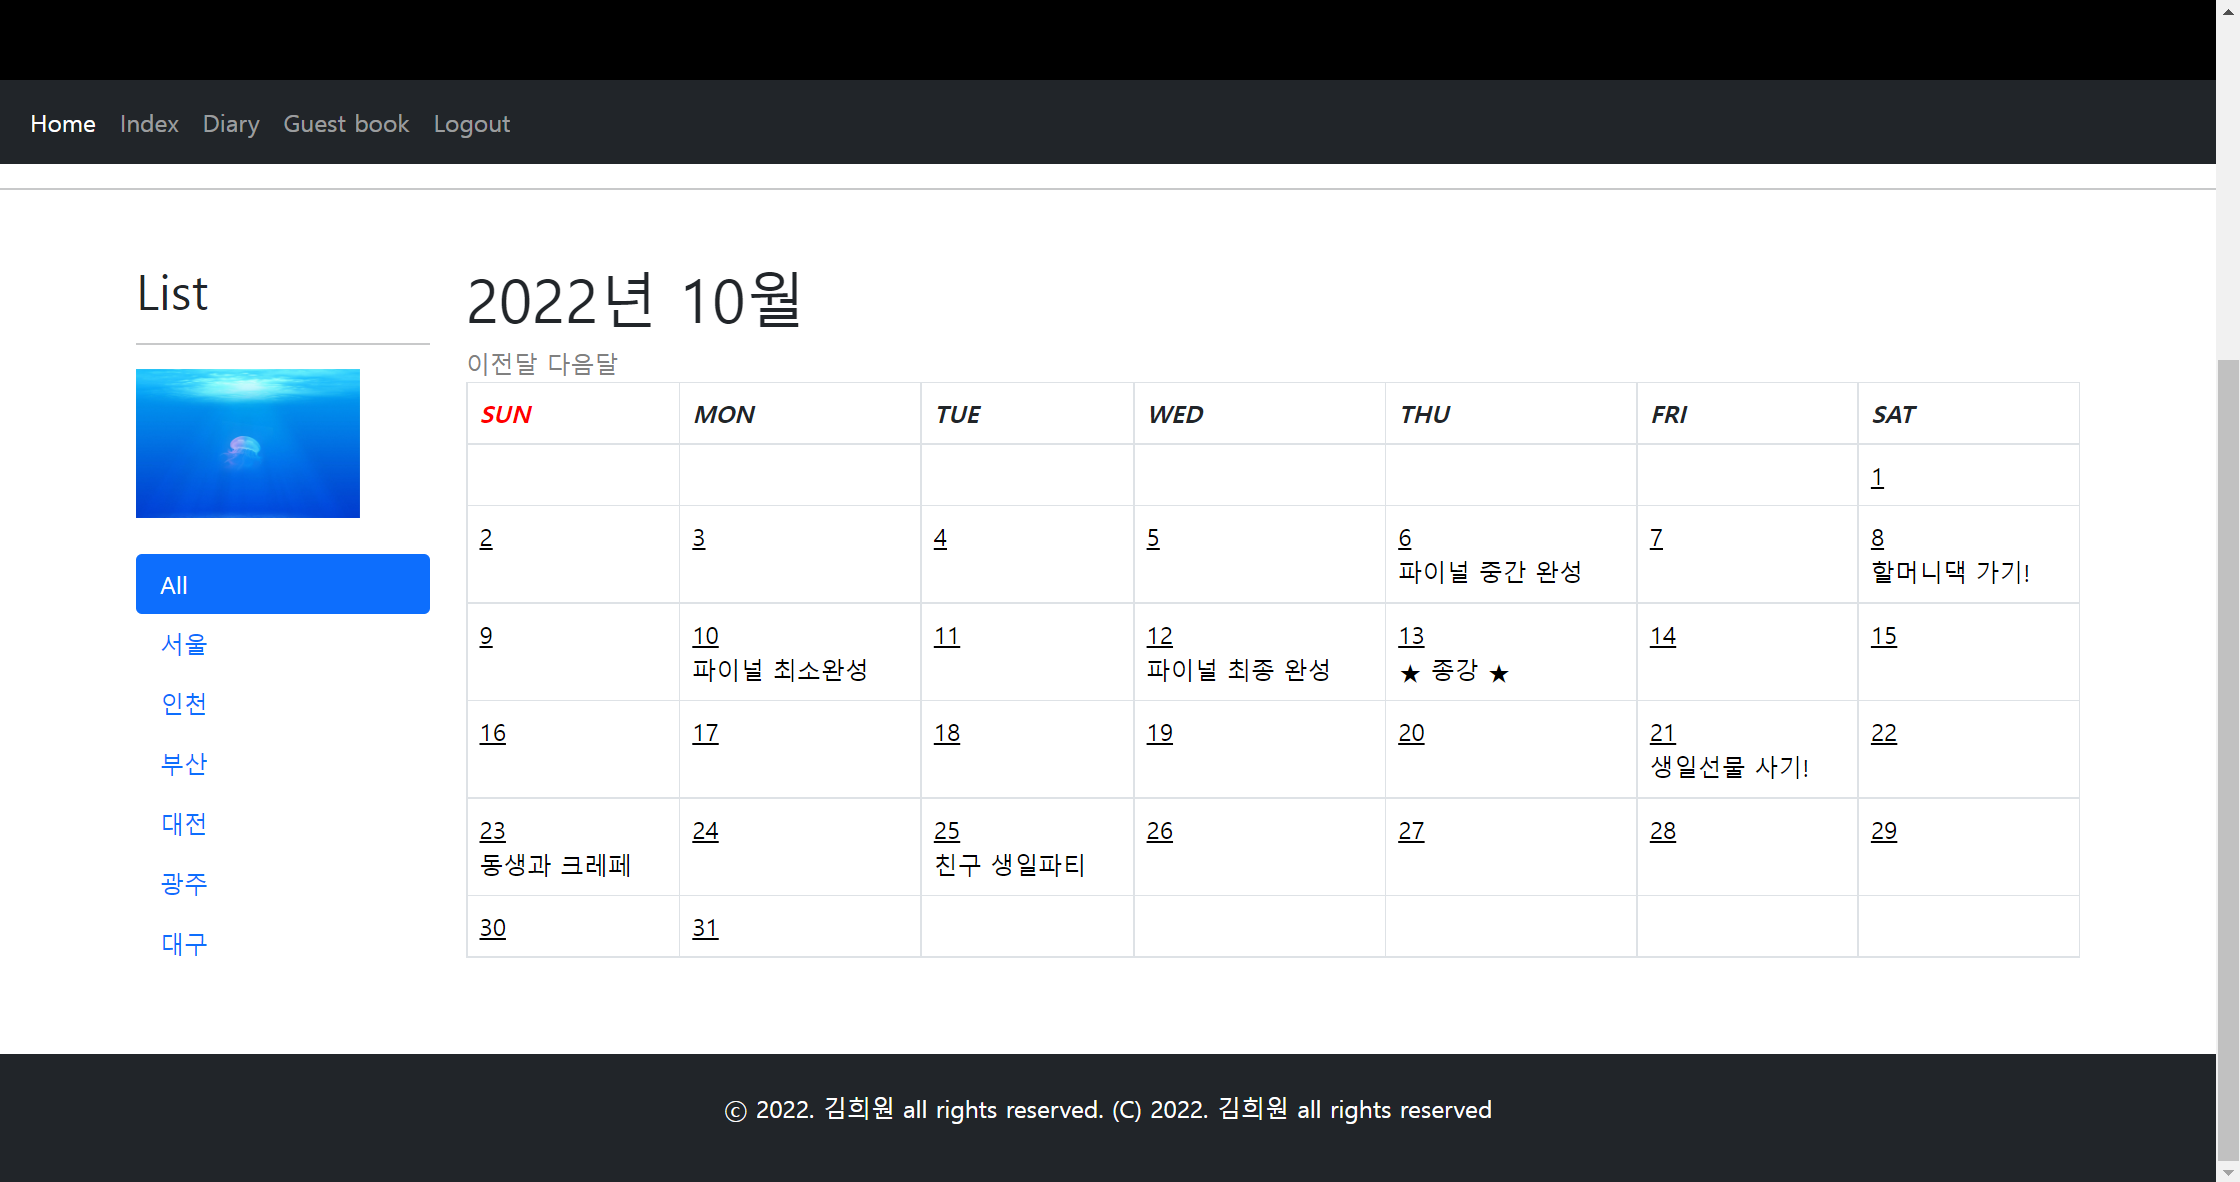 Home Index Diary Guest book Logout
List
All
서울
인천
부산
대전
광주
대구
2022년 10월
이전달 다음달
SUN MON TUE WED THU FRI SAT
1
2 3 4 5 6 7 8
파이널 중간 완성 할머니댁 가기!
9 10 11 12 13 14 15
파이널 최소완성 파이널 최종 완성 ★ 종강 ★
16 17 18 19 20 21 22
생일선물 사기!
23 24 25 26 27 28 29
동생과 크레페 친구 생일파티
30 31
ⓒ 2022. 김희원 all rights reserved. (C) 2022. 김희원 all rights reserved